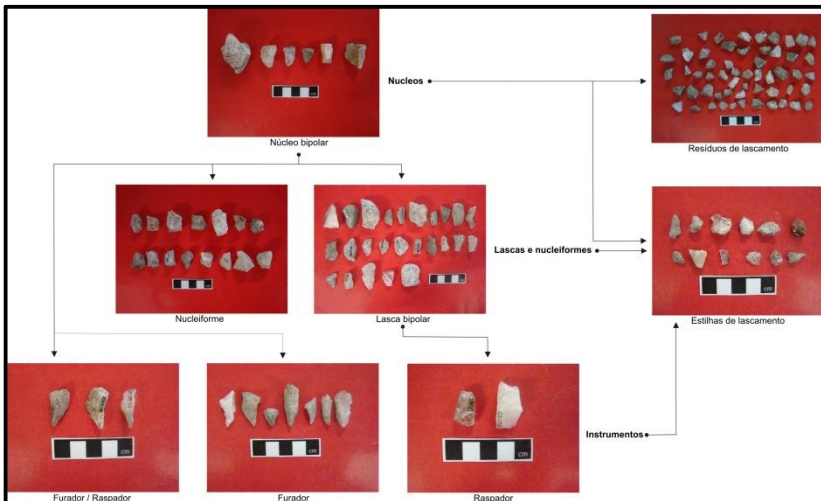 Núcleo bipolar
Nucleos
Resíduos de lascamento
Nucleiforme
Lasca bipolar
Lascas e nucleiformes
cm
Estilhas de lascamento
cm
Furador / Raspador
cm
Furador
cm
Raspador
Instrumentos